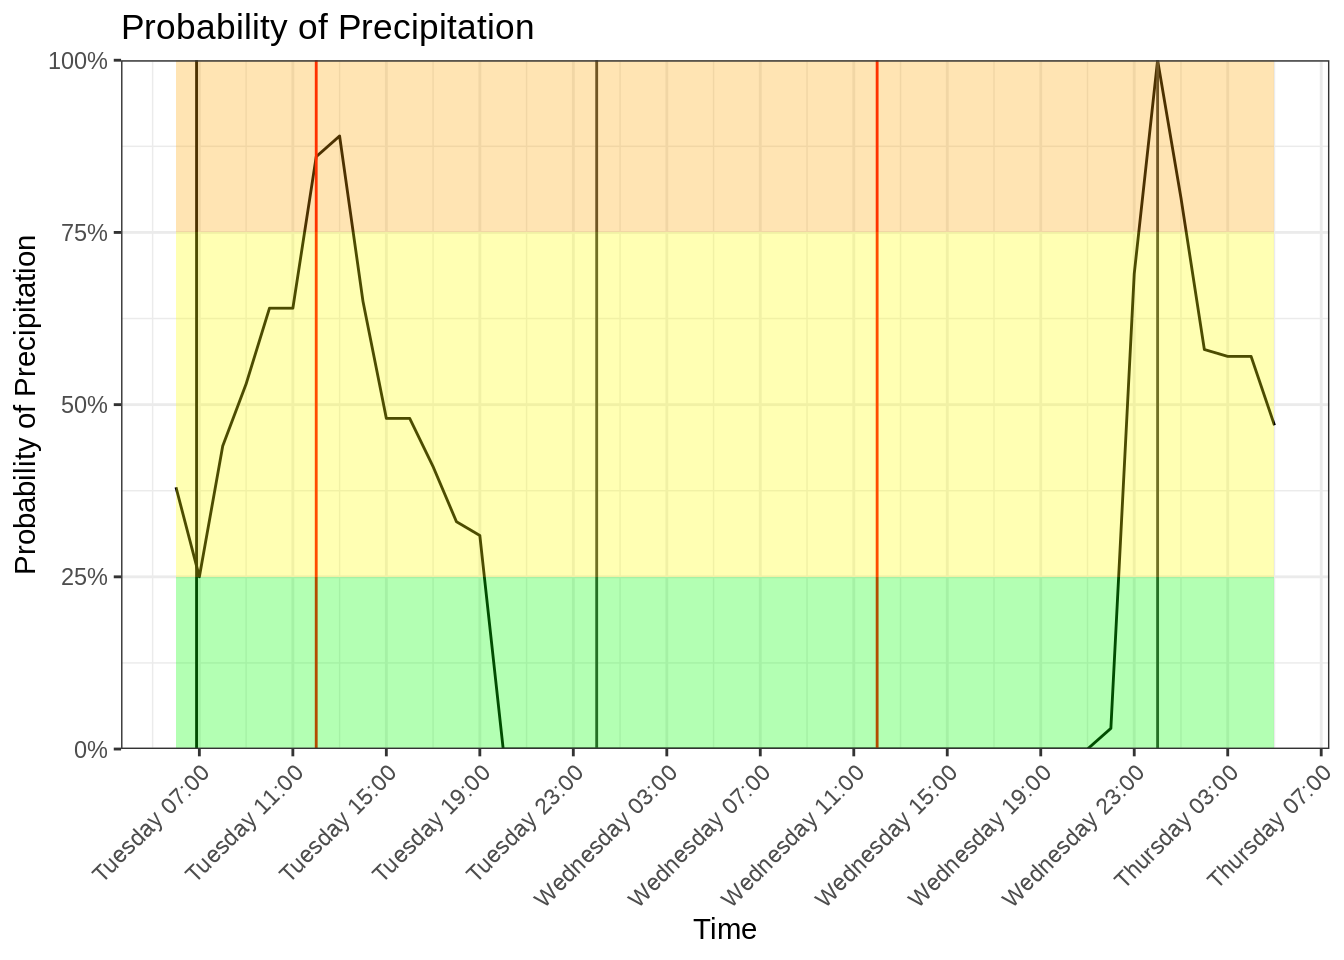 Probability of Precipitation
Probability of Precipitation
100%
75%
50%
25%
0%
Tuesday 07:00
Tuesday 11:00
Tuesday 15:00
Tuesday 19:00
Tuesday 23:00
Wednesday 03:00
Wednesday 07:00
Wednesday 11:00
Wednesday 15:00
Wednesday 19:00
Wednesday 23:00
Thursday 03:00
Thursday 07:00
Time